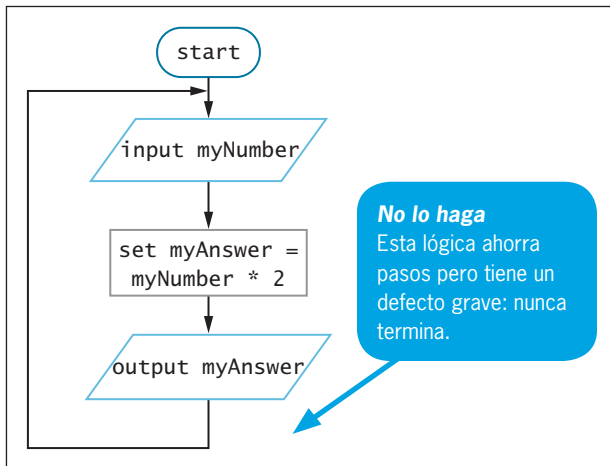 start
input myNumber
set myAnswer =
myNumber * 2
output myAnswer
No lo haga
Esta lógica ahorra
pasos pero tiene un
defecto grave: nunca
termina.